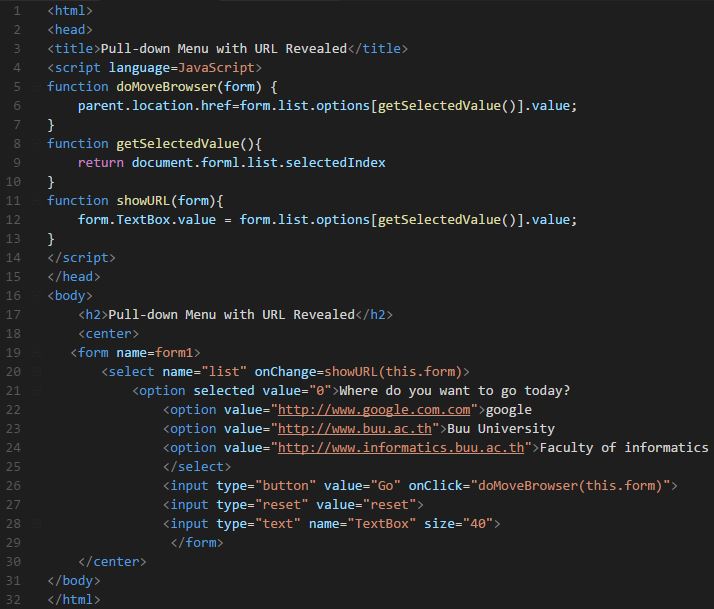 1 <html>
2 <head>
3 <title>Pull-down Menu with URL Revealed</title>
4 <script language=JavaScript>
5 function doMoveBrowser(form) {
6     parent.location.href=form.list.options[getSelectedValue()].value;
7 }
8 function getSelectedValue(){
9     return document.forml.list.selectedIndex
10 }
11 function showURL(form){
12     form.TextBox.value = form.list.options[getSelectedValue()].value;
13 }
14 </script>
15 </head>
16 <body>
17     <h2>Pull-down Menu with URL Revealed</h2>
18     <center>
19    <form name=form1>
20        <select name="list" onChange=showURL(this.form)>
21            <option selected value="0">Where do you want to go today?
22                <option value="http://www.google.com.com">google
23                <option value="http://www.buu.ac.th">Buu University
24                <option value="http://www.informatics.buu.ac.th">Faculty of informatics
25                </select>
26                <input type="button" value="Go" onClick="doMoveBrowser(this.form)">
27                <input type="reset" value="reset">
28                <input type="text" name="TextBox" size="40">
29                 </form>
30     </center>
31 </body>
32 </html>